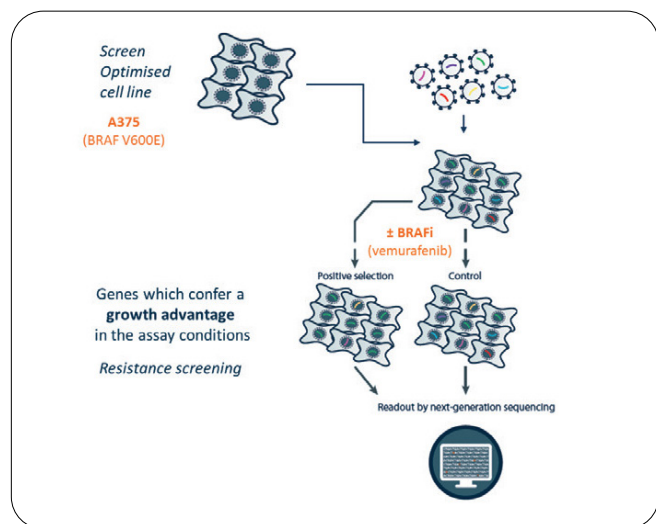 Screen
Optimised
cell line
A375
(BRAF V600E)
± BRAFi
(vemurafenib)
Positive selection
Control
Genes which confer a
growth advantage
in the assay conditions
Resistance screening
Readout by next-generation sequencing